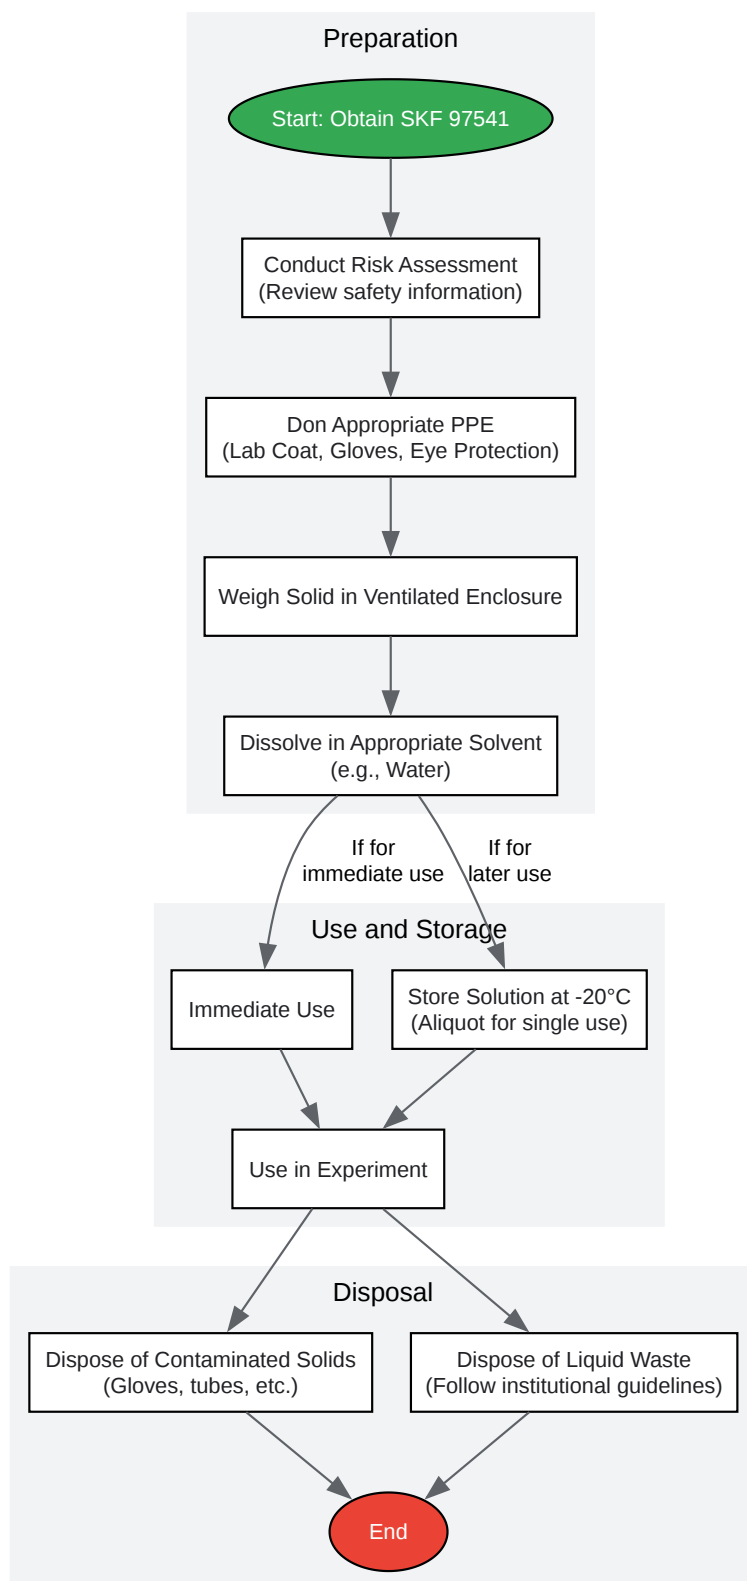 Preparation
Start: Obtain SKF 97541
Conduct Risk Assessment
(Review safety information)
Don Appropriate PPE
(Lab Coat, Gloves, Eye Protection)
Weigh Solid in Ventilated Enclosure
Dissolve in Appropriate Solvent
(e.g., Water)
If for
immediate use
If for
later use
Use and Storage
Immediate Use
Store Solution at -20°C
(Aliquot for single use)
Use in Experiment
Disposal
Dispose of Contaminated Solids
(Gloves, tubes, etc.)
Dispose of Liquid Waste
(Follow institutional guidelines)
End